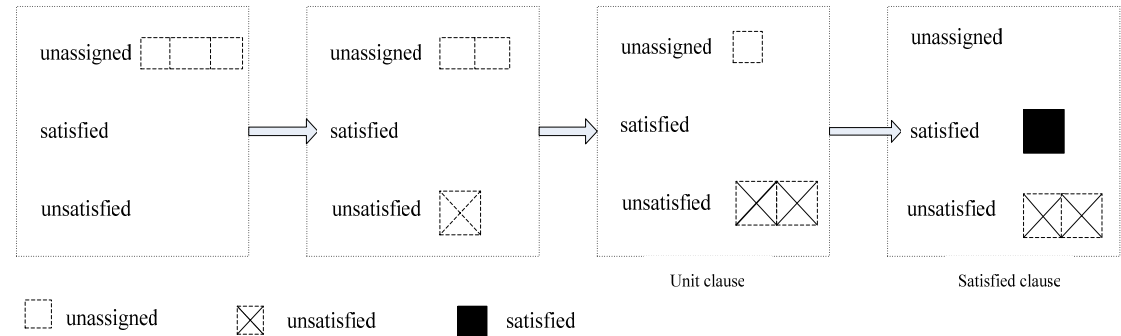 unassigned
satisfied
unsatisfied
unassigned
satisfied
unsatisfied
unassigned
satisfied
unsatisfied
Unit clause
unassigned
satisfied
unsatisfied
Satisfied clause
unassigned
unsatisfied
satisfied